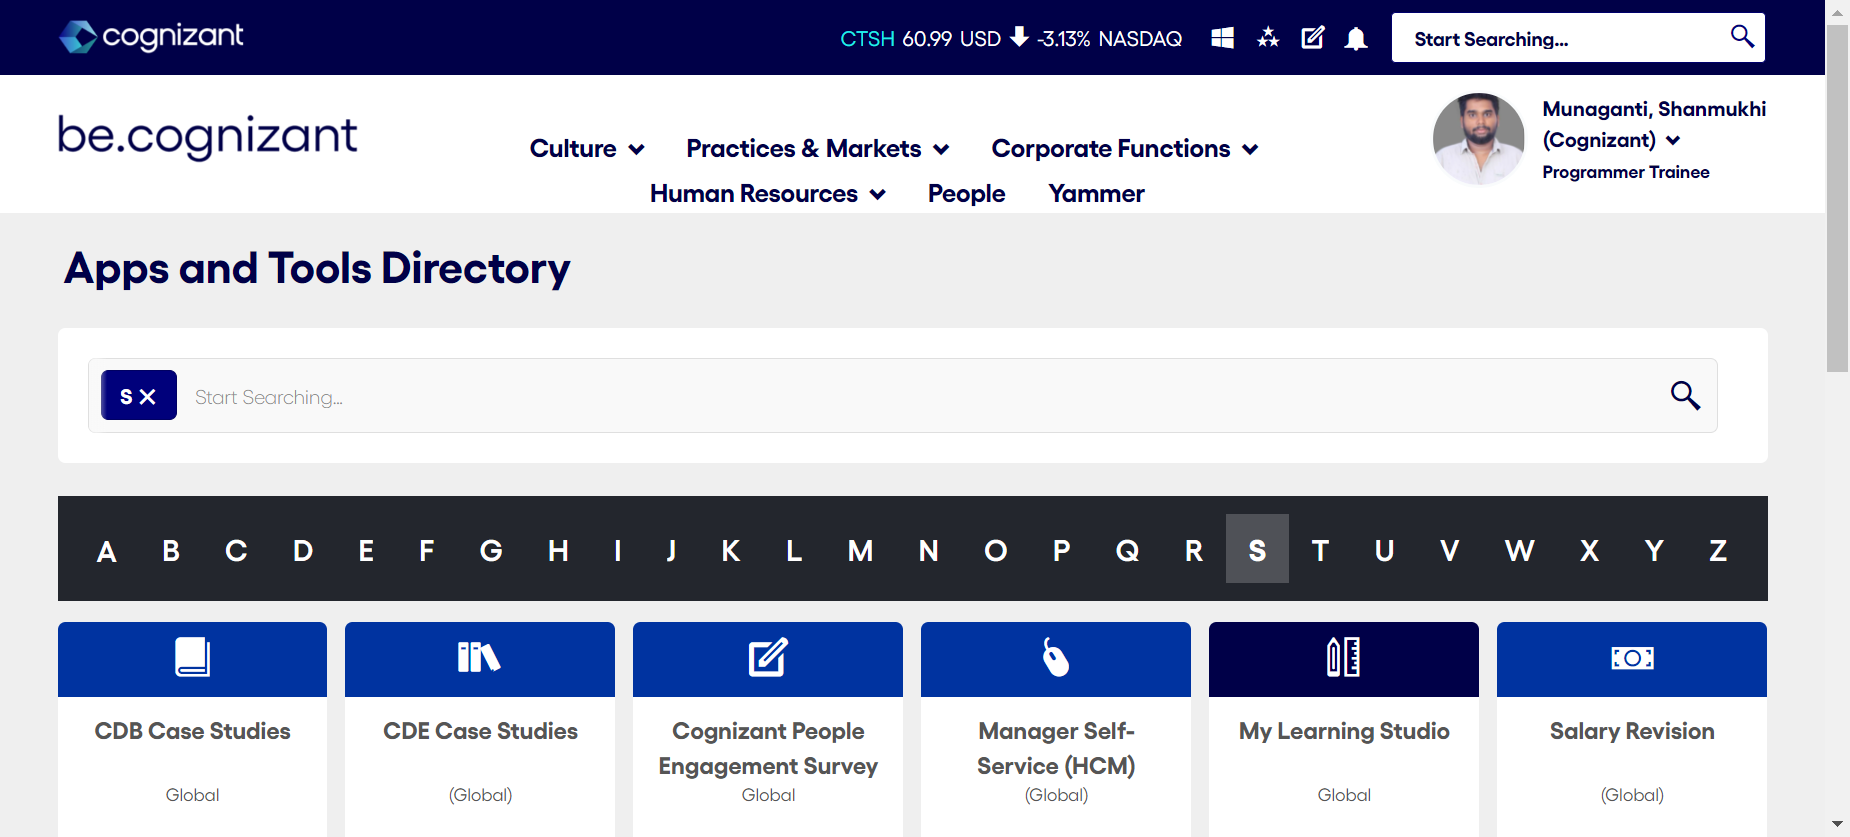 cognizant
CTSH 60.99 USD -3.13% NASDAQ
Start Searching...
be.cognizant
Culture Practices & Markets Corporate Functions
Human Resources People Yammer
Munaganti, Shanmukhi
(Cognizant)
Programmer Trainee
Apps and Tools Directory
S Start Searching...
A B C D E F G H I J K L M N O P Q R S T U V W X Y Z
CDB Case Studies
Global
CDE Case Studies
(Global)
Cognizant People
Engagement Survey
Global
Manager Self-
Service (HCM)
(Global)
My Learning Studio
Global
Salary Revision
(Global)